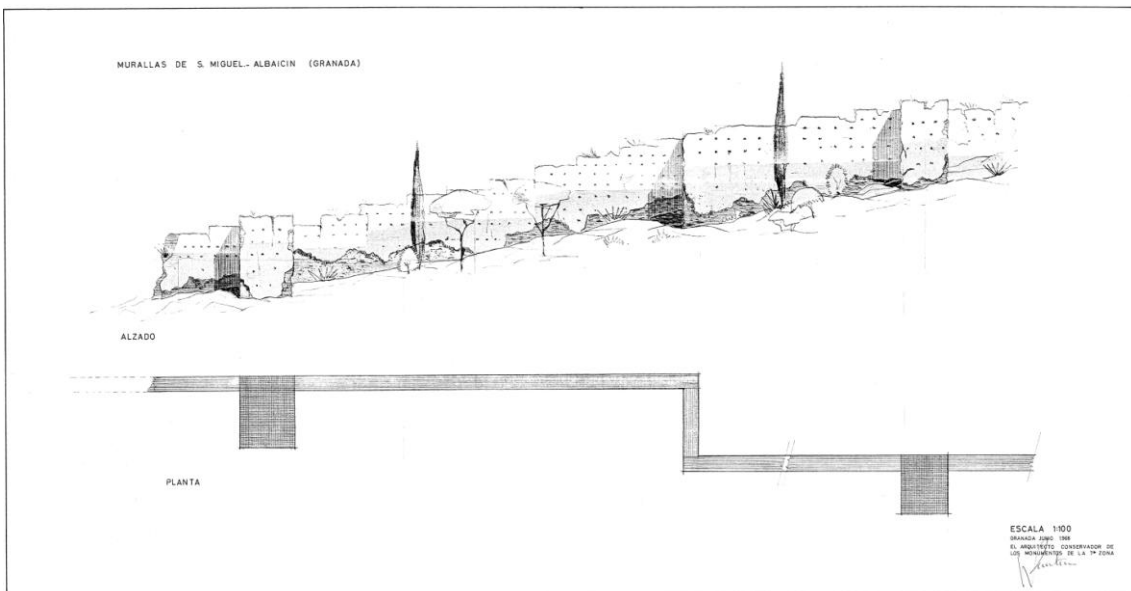 MURALLAS DE S. MIGUEL.- ALBAICIN (GRANADA)
ALZADO
PLANTA
ESCALA 1:100
GRANADA JUNIO 1968
EL ARQUITECTO CONSERVADOR DE
LOS MONUMENTOS DE LA 7ª ZONA